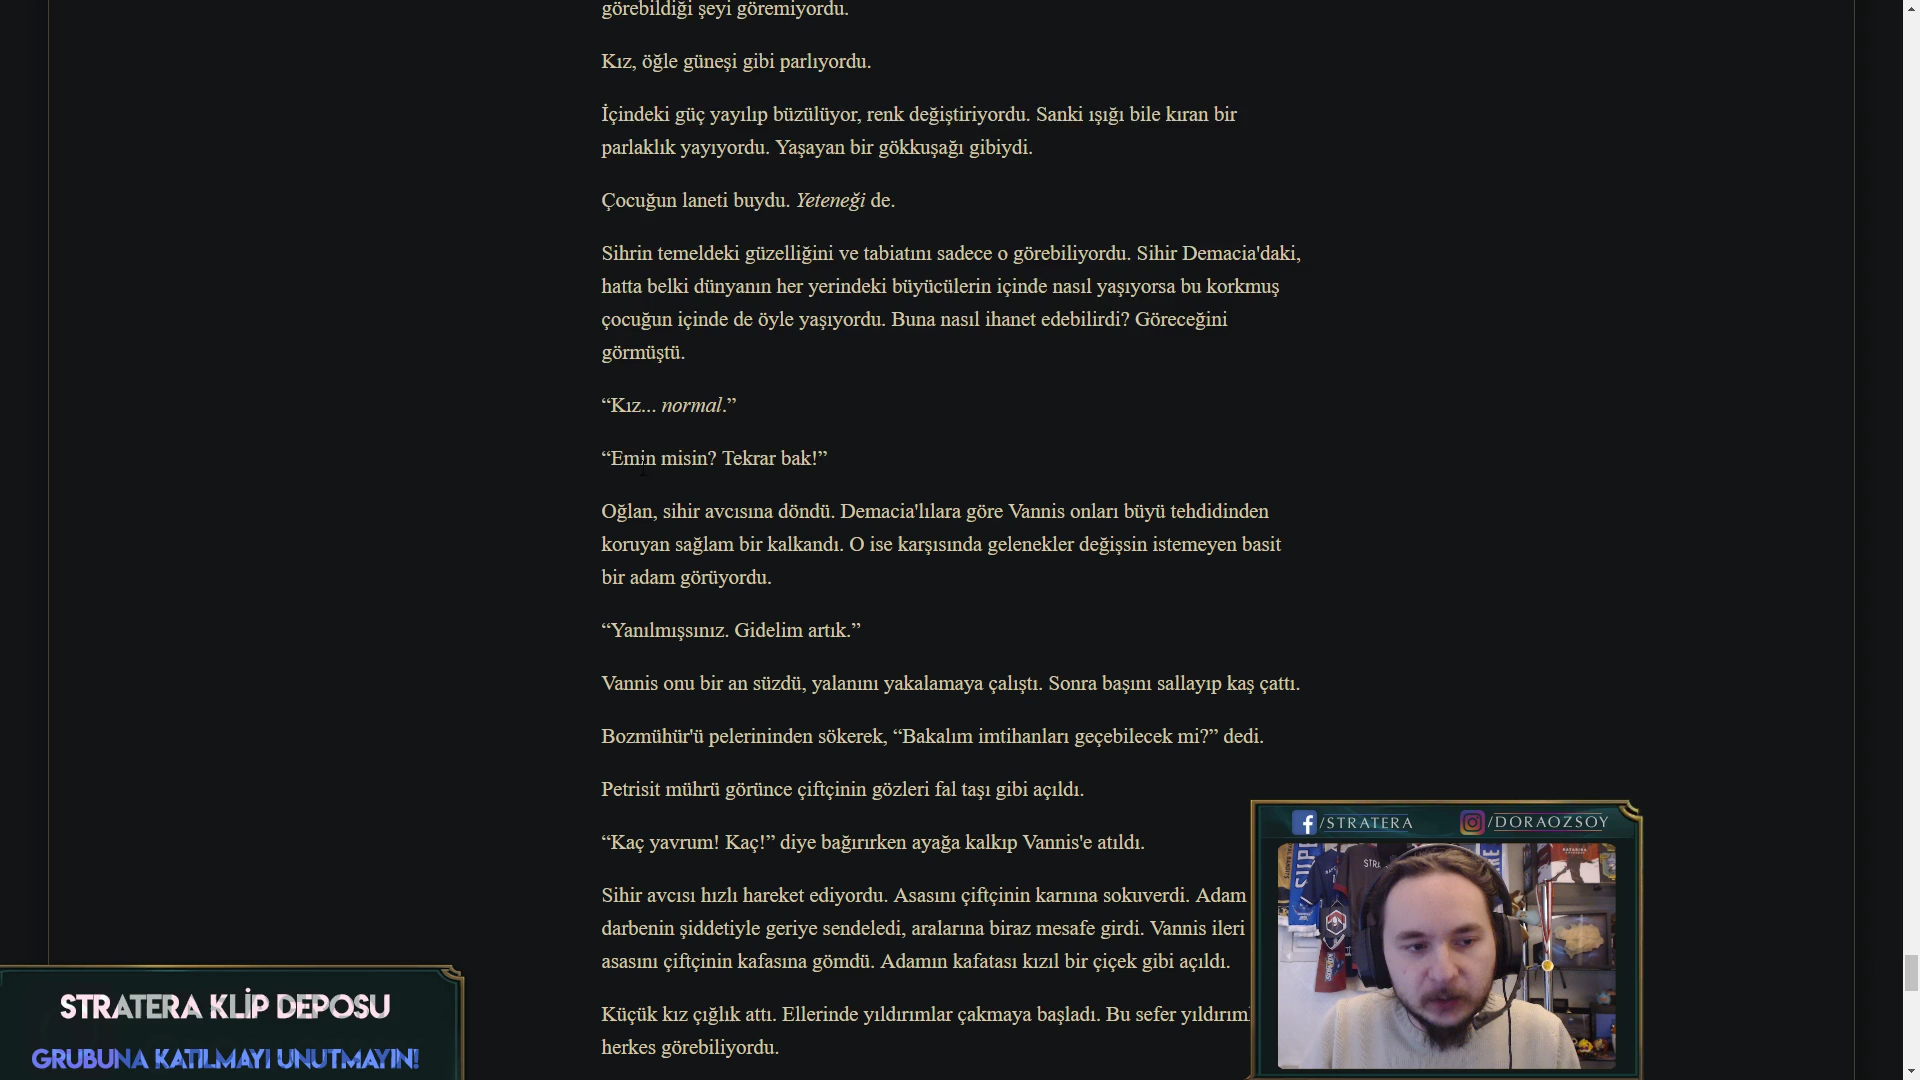 görebildiği şeyi göremiyordu.
Kız, öğle güneşi gibi parlıyordu.
İçindeki güç yayılıp büzülüyor, renk değiştiriyordu. Sanki ışığı bile kıran bir
parlaklık yayıyordu. Yaşayan bir gökkuşağı gibiydi.
Çocuğun laneti buydu. Yeteneği de.
Sihrin temeldeki güzelliğini ve tabiatını sadece o görebiliyordu. Sihir Demacia'daki,
hatta belki dünyanın her yerindeki büyücülerin içinde nasıl yaşıyorsa bu korkmuş
çocuğun içinde de öyle yaşıyordu. Buna nasıl ihanet edebilirdi? Göreceğini
görmüştü.
“Kız... normal.”
“Emin misin? Tekrar bak!”
Oğlan, sihir avcısına döndü. Demacia'lılara göre Vannis onları büyü tehdidinden
koruyan sağlam bir kalkandı. O ise karşısında gelenekler değişsin istemeyen basit
bir adam görüyordu.
“Yanılmışsınız. Gidelim artık.”
Vannis onu bir an süzdü, yalanını yakalamaya çalıştı. Sonra başını sallayıp kaş çattı.
Bozmühür'ü pelerininden sökerek, “Bakalım imtihanları geçebilecek mi?” dedi.
Petrisit mührü görünce çiftçinin gözleri fal taşı gibi açıldı.
“Kaç yavrum! Kaç!” diye bağırırken ayağa kalkıp Vannis'e atıldı.
Sihir avcısı hızlı hareket ediyordu. Asasını çiftçinin karnına sokuverdi. Adam
darbenin şiddetiyle geriye sendeledi, aralarına biraz mesafe girdi. Vannis ileri
asasını çiftçinin kafasına gömdü. Adamın kafatası kızıl bir çiçek gibi açıldı.
Küçük kız çığlık attı. Ellerinde yıldırımlar çakmaya başladı. Bu sefer
herkes görebiliyordu.
/STRATERA
/DORAOZSOY
STRATERA KLİP DEPOSU
GRUBUNA KATILMAYI UNUTMAYIN!